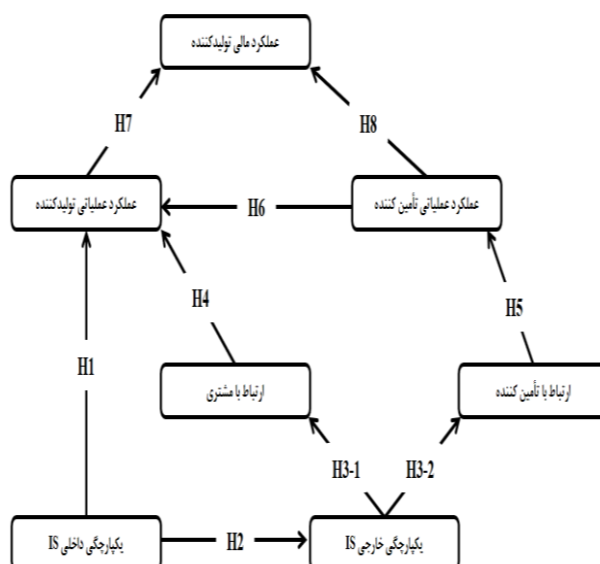 عملکرد مالی تولیدکننده
H7
H8
عملکرد عملیاتی تولیدکننده
H6
عملکرد عملیاتی تأمین کننده
H4
H5
H1
ارتباط با مشتری
ارتباط با تأمین کننده
H3-1
H3-2
یکپارچگی داخلی IS
H2
یکپارچگی خارجی IS